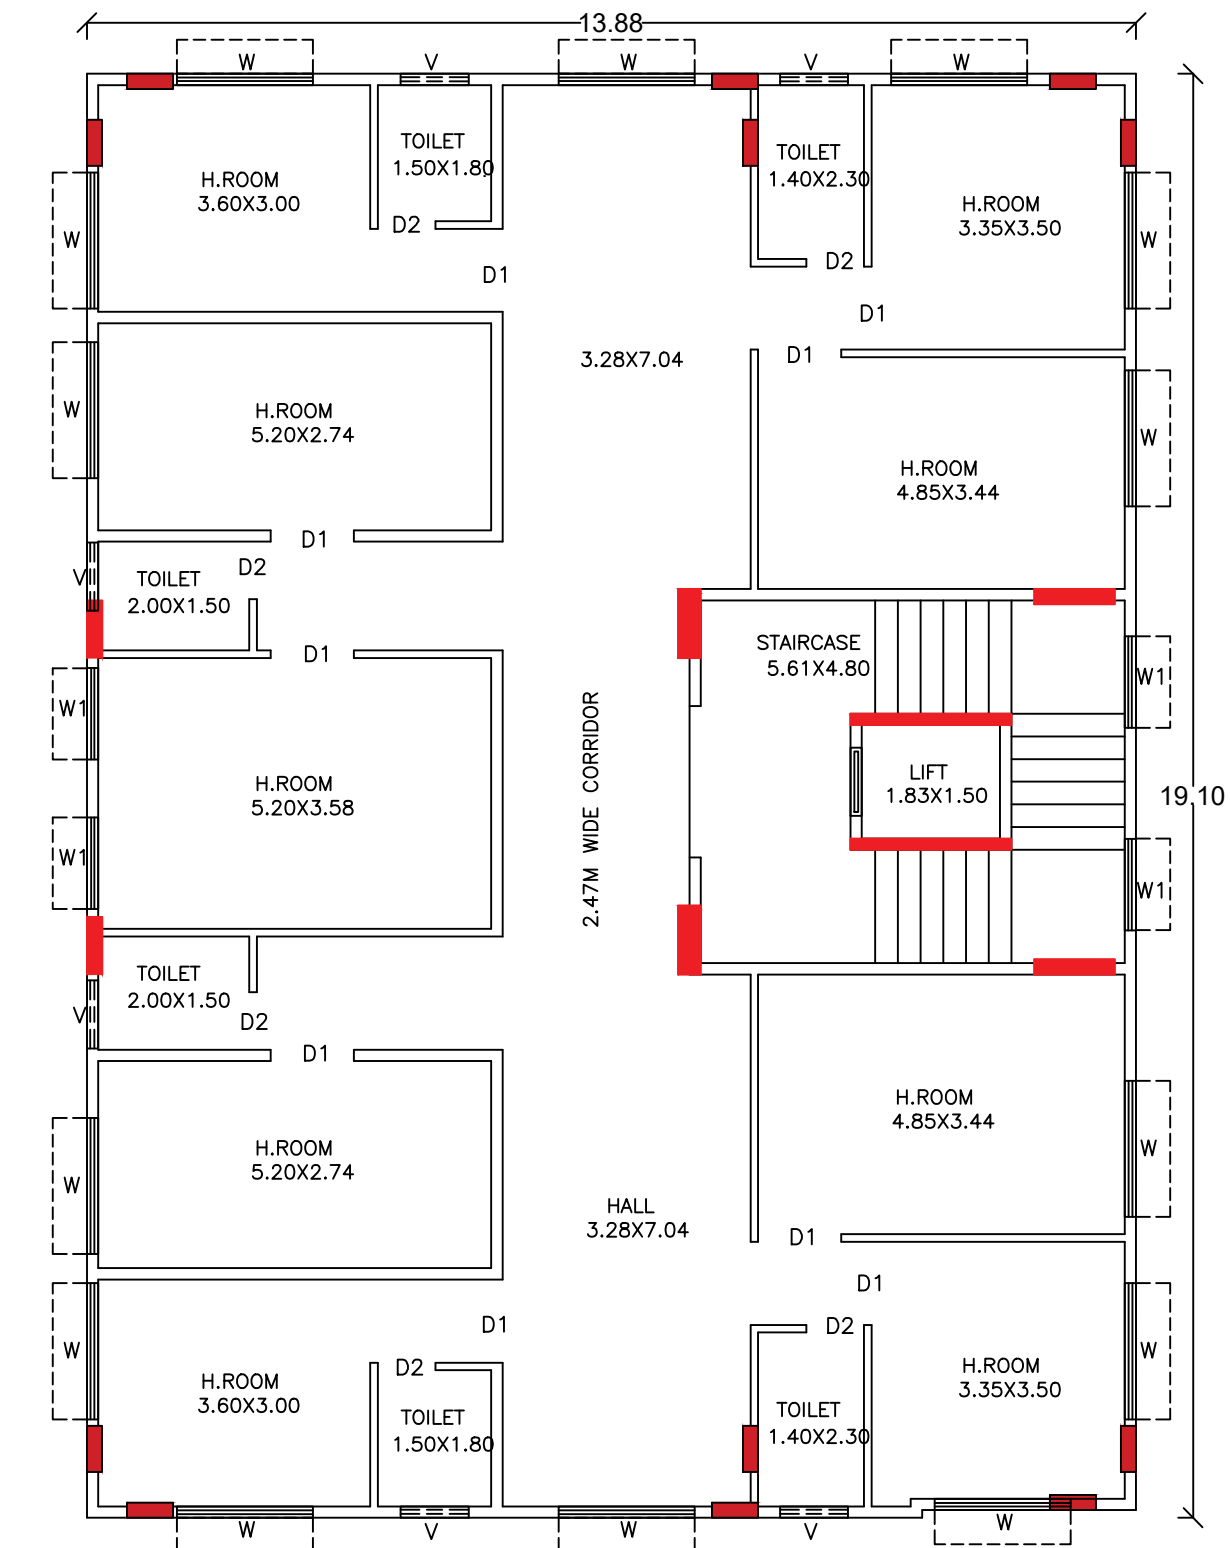 13.88
W
V
W
V
W
TOILET
1.50X1.80
TOILET
1.40X2.30
H.ROOM
3.60X3.00
H.ROOM
3.35X3.50
W
W
D2
D2
D1
D1
D1
3.28X7.04
W
H.ROOM
5.20X2.74
W
H.ROOM
4.85X3.44
D1
D2
V
TOILET
2.00X1.50
D1
STAIRCASE
5.61X4.80
W1
W1
2.47M WIDE CORRIDOR
H.ROOM
5.20X3.58
LIFT
1.83X1.50
19.10
W1
W1
TOILET
2.00X1.50
V
D2
D1
H.ROOM
4.85X3.44
H.ROOM
5.20X2.74
W
W
HALL
3.28X7.04
D1
D1
D1
D2
W
W
D2
H.ROOM
3.60X3.00
H.ROOM
3.35X3.50
TOILET
1.50X1.80
TOILET
1.40X2.30
W
V
W
V
W